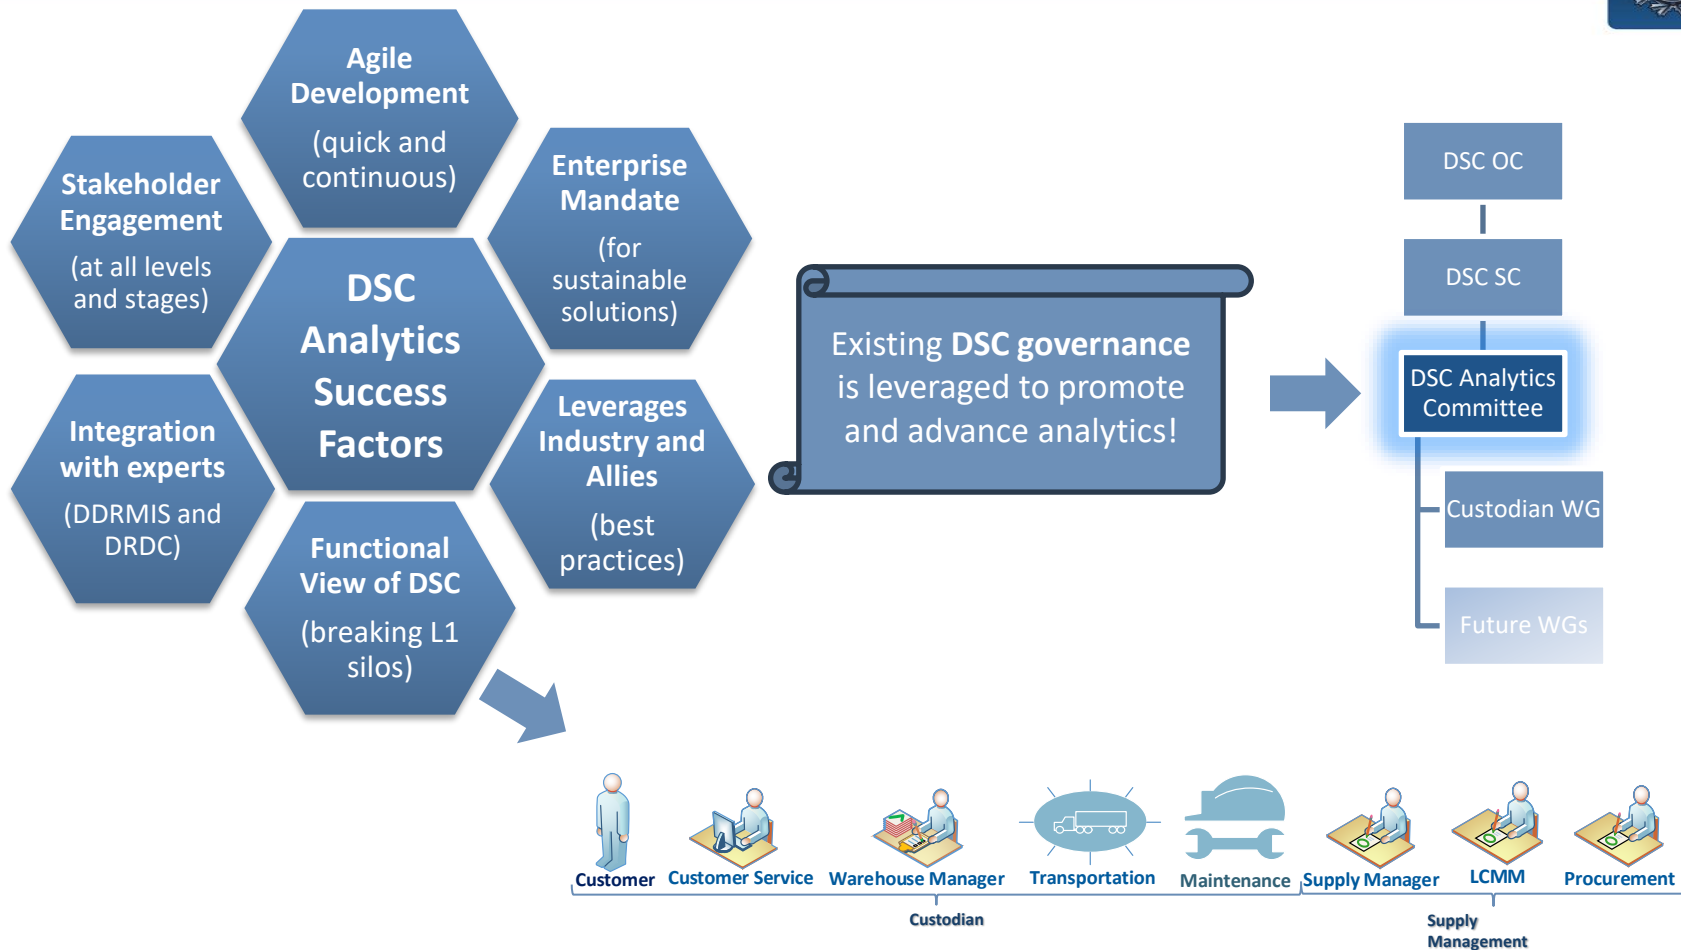 Agile
Development
(quick and
continuous)
Stakeholder
Engagement
(at all levels
and stages)
Enterprise
Mandate
(for
sustainable
solutions)
DSC
Analytics
Success
Factors
Integration
with experts
(DDRMIS and
DRDC)
Leverages
Industry and
Allies
(best
practices)
Functional
View of DSC
(breaking L1
silos)
Existing DSC governance
is leveraged to promote
and advance analytics!
DSC OC
DSC SC
DSC Analytics
Committee
Custodian WG
Future WGs
Customer
Customer Service
Warehouse Manager
Transportation
Maintenance
Supply Manager
LCMM
Procurement
Custodian
Supply
Management